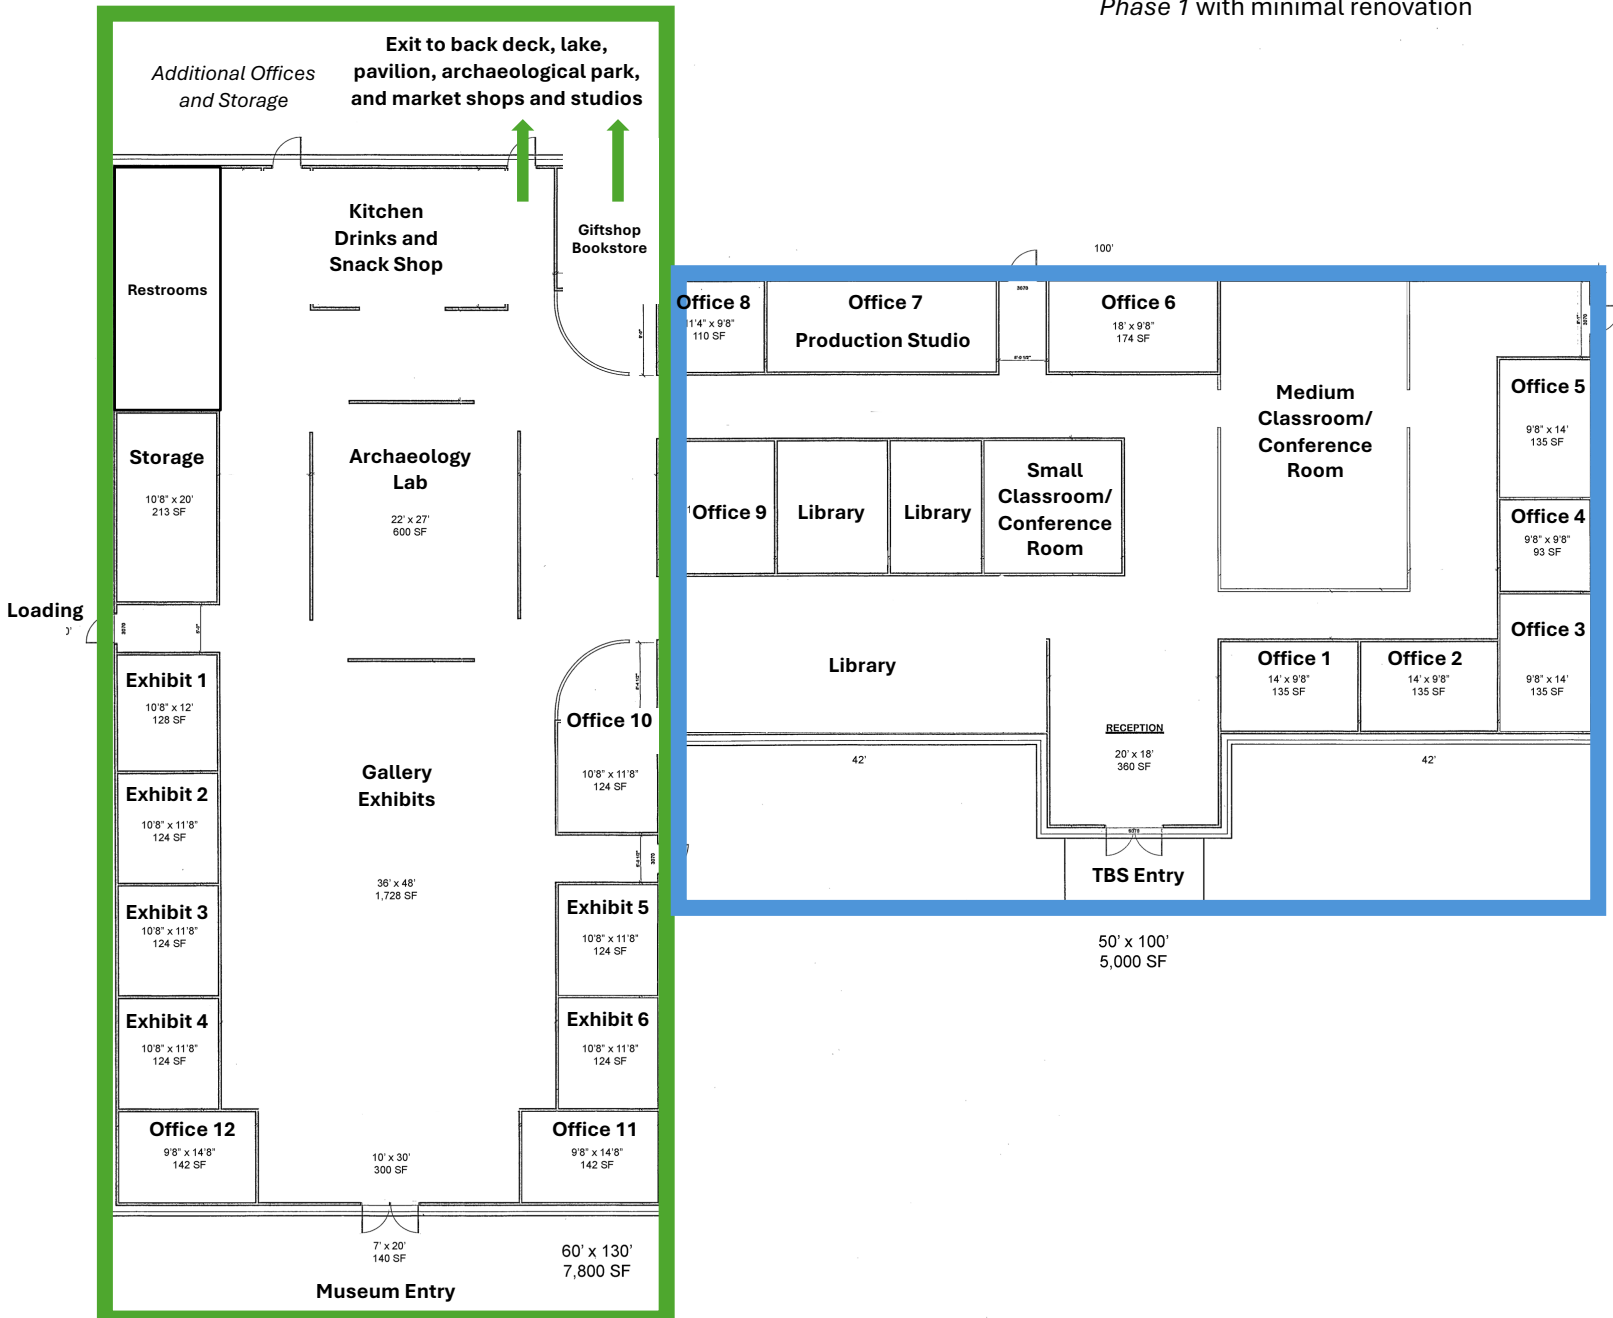 Phase 1 with minimal renovation
Additional Offices
and Storage
Exit to back deck, lake,
pavilion, archaeological park,
and market shops and studios
Kitchen
Drinks and
Snack Shop
Giftshop
Bookstore
Restrooms
100'
Office 8
11'4" x 9'8"
110 SF
Office 7
Production Studio
3070
Office 6
18' x 9'8"
174 SF
3070
Medium
Classroom/
Conference
Room
Office 5
9'8" x 14'
135 SF
Storage
10'8" x 20'
213 SF
Archaeology
Lab
22' x 27'
600 SF
Office 9
Library
Library
Small
Classroom/
Conference
Room
Office 4
9'8" x 9'8"
93 SF
Loading
0'
3070
Office 3
9'8" x 14'
135 SF
Library
Office 1
14' x 9'8"
135 SF
Office 2
14' x 9'8"
135 SF
Exhibit 1
10'8" x 12'
128 SF
Office 10
10'8" x 11'8"
124 SF
RECEPTION
20' x 18'
360 SF
42'
42'
Gallery
Exhibits
36' x 48'
1,728 SF
Exhibit 2
10'8" x 11'8"
124 SF
6070
3070
TBS Entry
Exhibit 3
10'8" x 11'8"
124 SF
Exhibit 5
10'8" x 11'8"
124 SF
50' x 100'
5,000 SF
Exhibit 4
10'8" x 11'8"
124 SF
Exhibit 6
10'8" x 11'8"
124 SF
Office 12
9'8" x 14'8"
142 SF
10' x 30'
300 SF
Office 11
9'8" x 14'8"
142 SF
7' x 20'
140 SF
60' x 130'
7,800 SF
Museum Entry